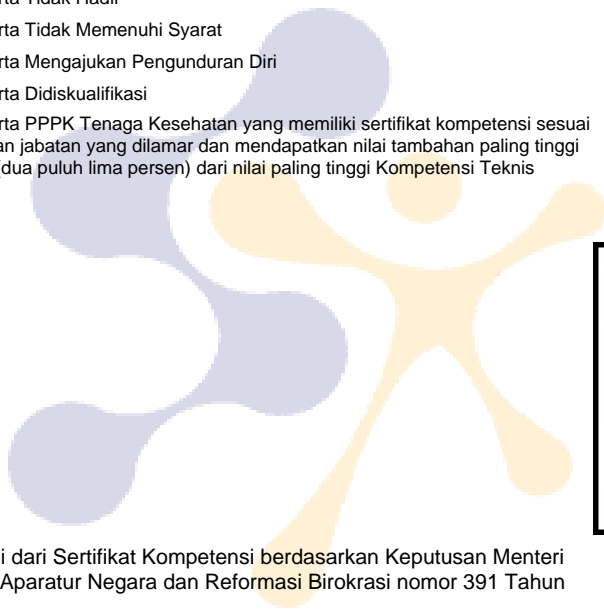 rta Tidak Hadir
rta Tidak Memenuhi Syarat
rta Mengajukan Pengunduran Diri
rta Didiskualifikasi
rta PPPK Tenaga Kesehatan yang memiliki sertifikat kompetensi sesuai
an jabatan yang dilamar dan mendapatkan nilai tambahan paling tinggi
(dua puluh lima persen) dari nilai paling tinggi Kompetensi Teknis
i dari Sertifikat Kompetensi berdasarkan Keputusan Menteri
Aparatur Negara dan Reformasi Birokrasi nomor 391 Tahun